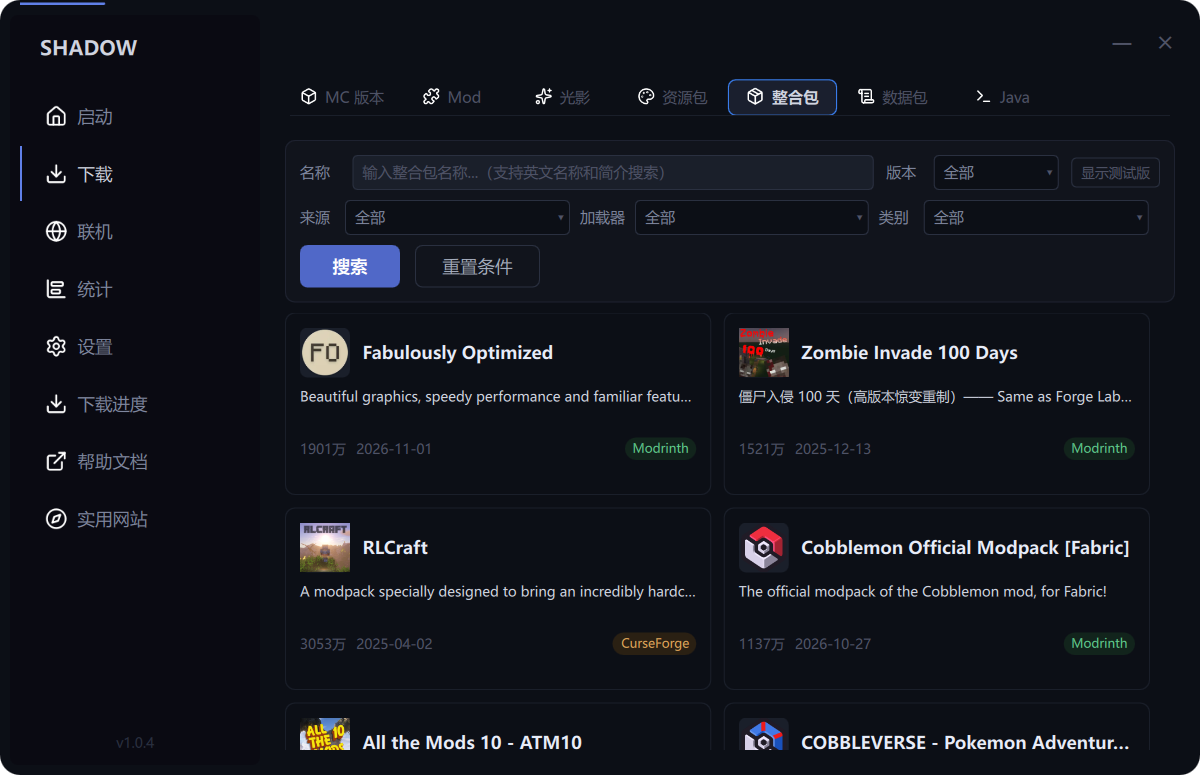 SHADOW
启动
下载
联机
统计
设置
下载进度
帮助文档
实用网站
v1.0.4
MC 版本 Mod 光影 资源包 整合包 数据包 Java
名称 输入整合包名称... (支持英文名称和简介搜索) 版本 全部 显示测试版
来源 全部 加载器 全部 类别 全部
搜索 重置条件
FO
Fabulously Optimized
Beautiful graphics, speedy performance and familiar featu...
1901万 2026-11-01 Modrinth
Invade
100 Days
Zombie Invade 100 Days
僵尸入侵 100 天（高版本惊变重制）—— Same as Forge Lab...
1521万 2025-12-13 Modrinth
RLCRAFT
RLCraft
A modpack specially designed to bring an incredibly hardc...
3053万 2025-04-02 CurseForge
Cobblemon Official Modpack [Fabric]
The official modpack of the Cobblemon mod, for Fabric!
1137万 2026-10-27 Modrinth
ALL
THE 10
All the Mods 10 - ATM10
COBBLEVERSE - Pokemon Adventur...